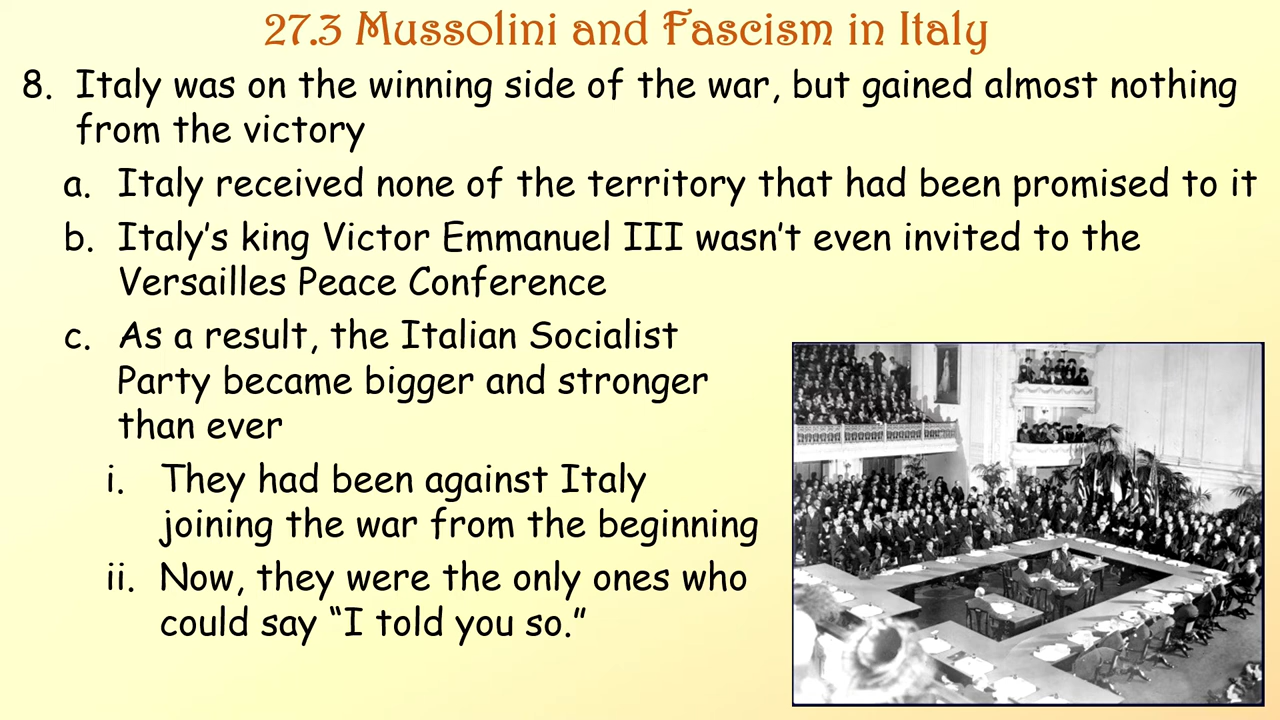 27.3 Mussolini and Fascism in Italy
8. Italy was on the winning side of the war, but gained almost nothing
from the victory
a. Italy received none of the territory that had been promised to it
b. Italy’s king Victor Emmanuel III wasn’t even invited to the
Versailles Peace Conference
c. As a result, the Italian Socialist
Party became bigger and stronger
than ever
i. They had been against Italy
joining the war from the beginning
ii. Now, they were the only ones who
could say “I told you so.”